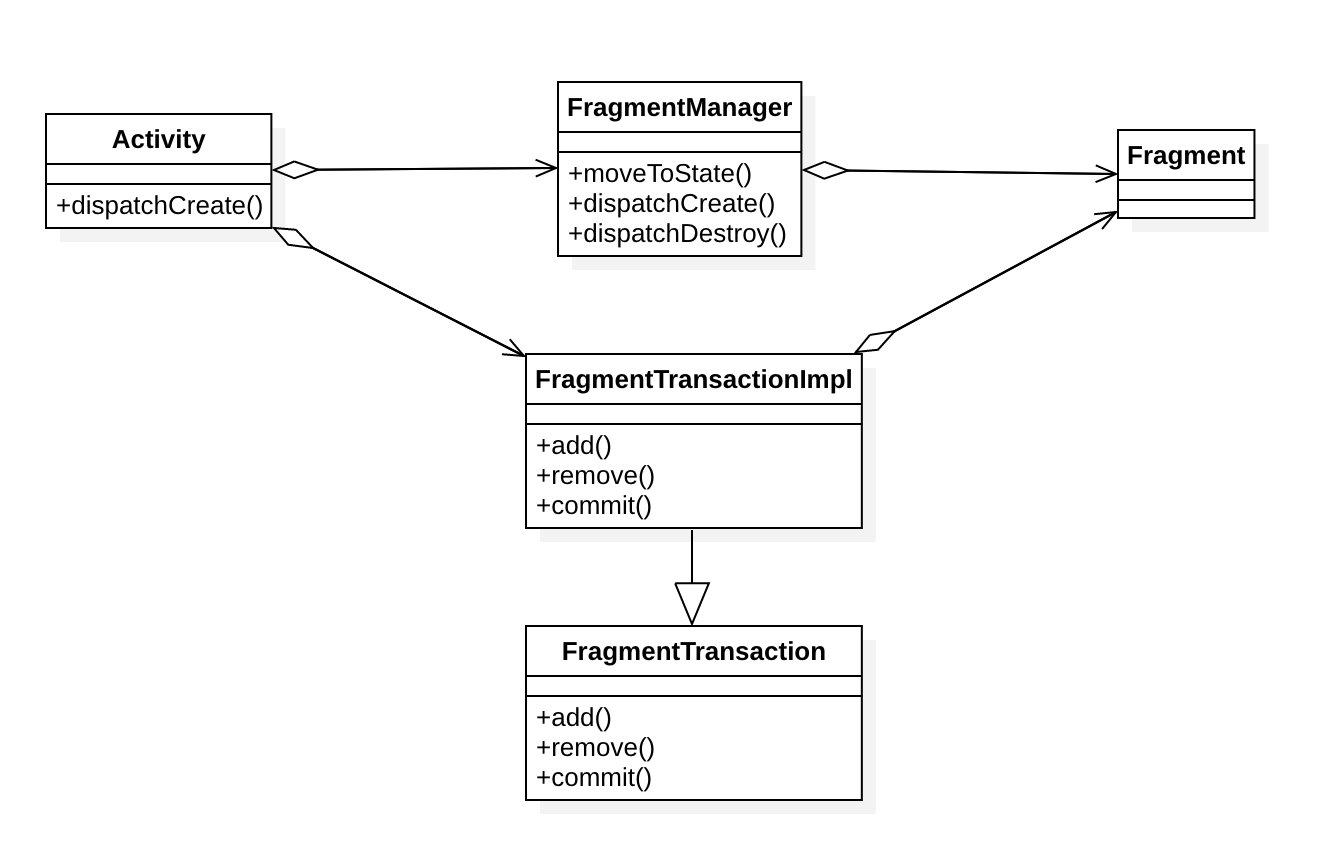 Activity
+dispatchCreate()
FragmentManager
+moveToState()
+dispatchCreate()
+dispatchDestroy()
Fragment
FragmentTransactionImpl
+add()
+remove()
+commit()
FragmentTransaction
+add()
+remove()
+commit()